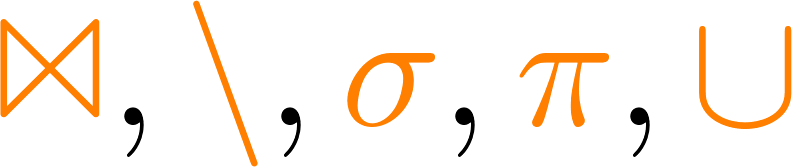 ⋈, \, σ, π, ∪